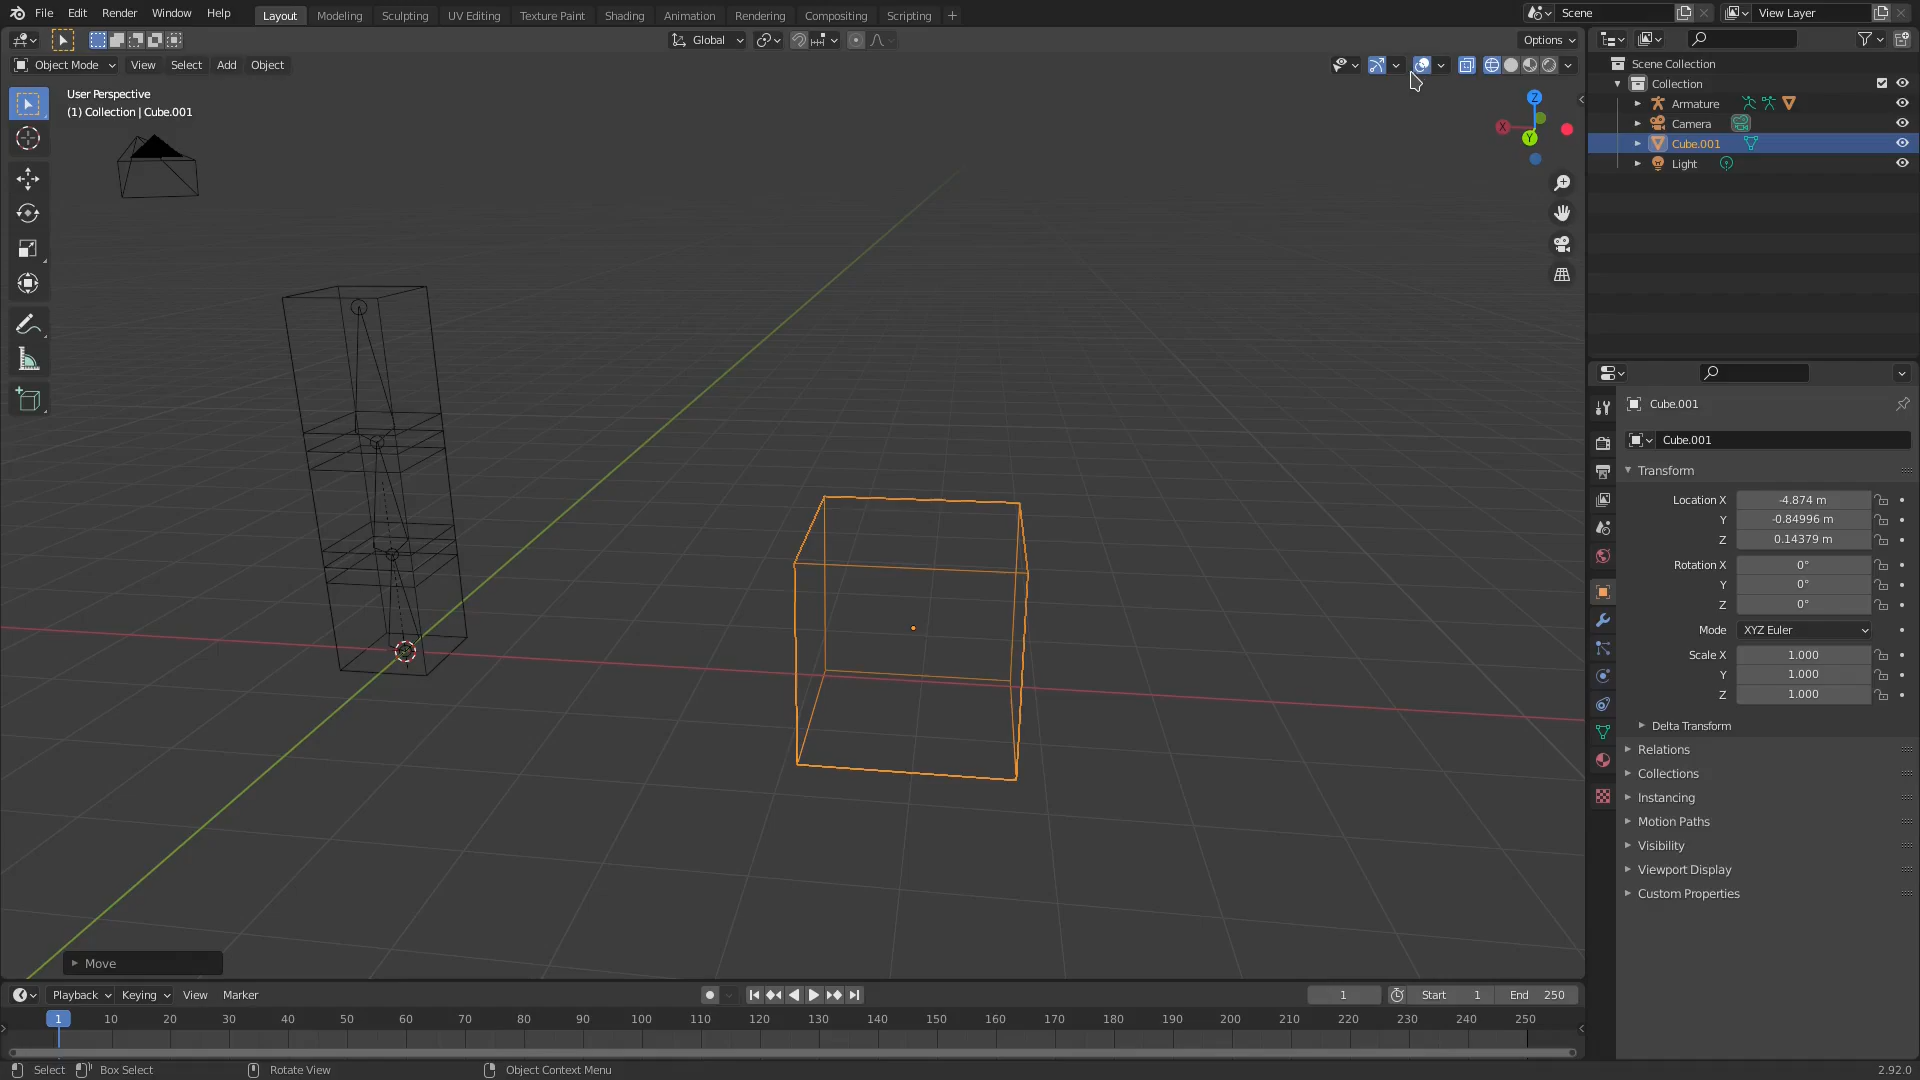 File Edit Render Window Help Layout Modeling Sculpting UV Editing Texture Paint Shading Animation Rendering Compositing Scripting + Scene View Layer
Global Options
Object Mode View Select Add Object
User Perspective
(1) Collection | Cube.001
Z
X
Y
Scene Collection
Collection
Armature
Camera
Cube.001
Light
Cube.001
Cube.001
Transform
Location X -4.874 m
Y -0.84996 m
Z 0.14379 m
Rotation X 0°
Y 0°
Z 0°
Mode XYZ Euler
Scale X 1.000
Y 1.000
Z 1.000
Delta Transform
Relations
Collections
Instancing
Motion Paths
Visibility
Viewport Display
Custom Properties
Move
Playback Keying View Marker 1 Start 1 End 250
1 10 20 30 40 50 60 70 80 90 100 110 120 130 140 150 160 170 180 190 200 210 220 230 240 250
Select Box Select Rotate View Object Context Menu 2.92.0